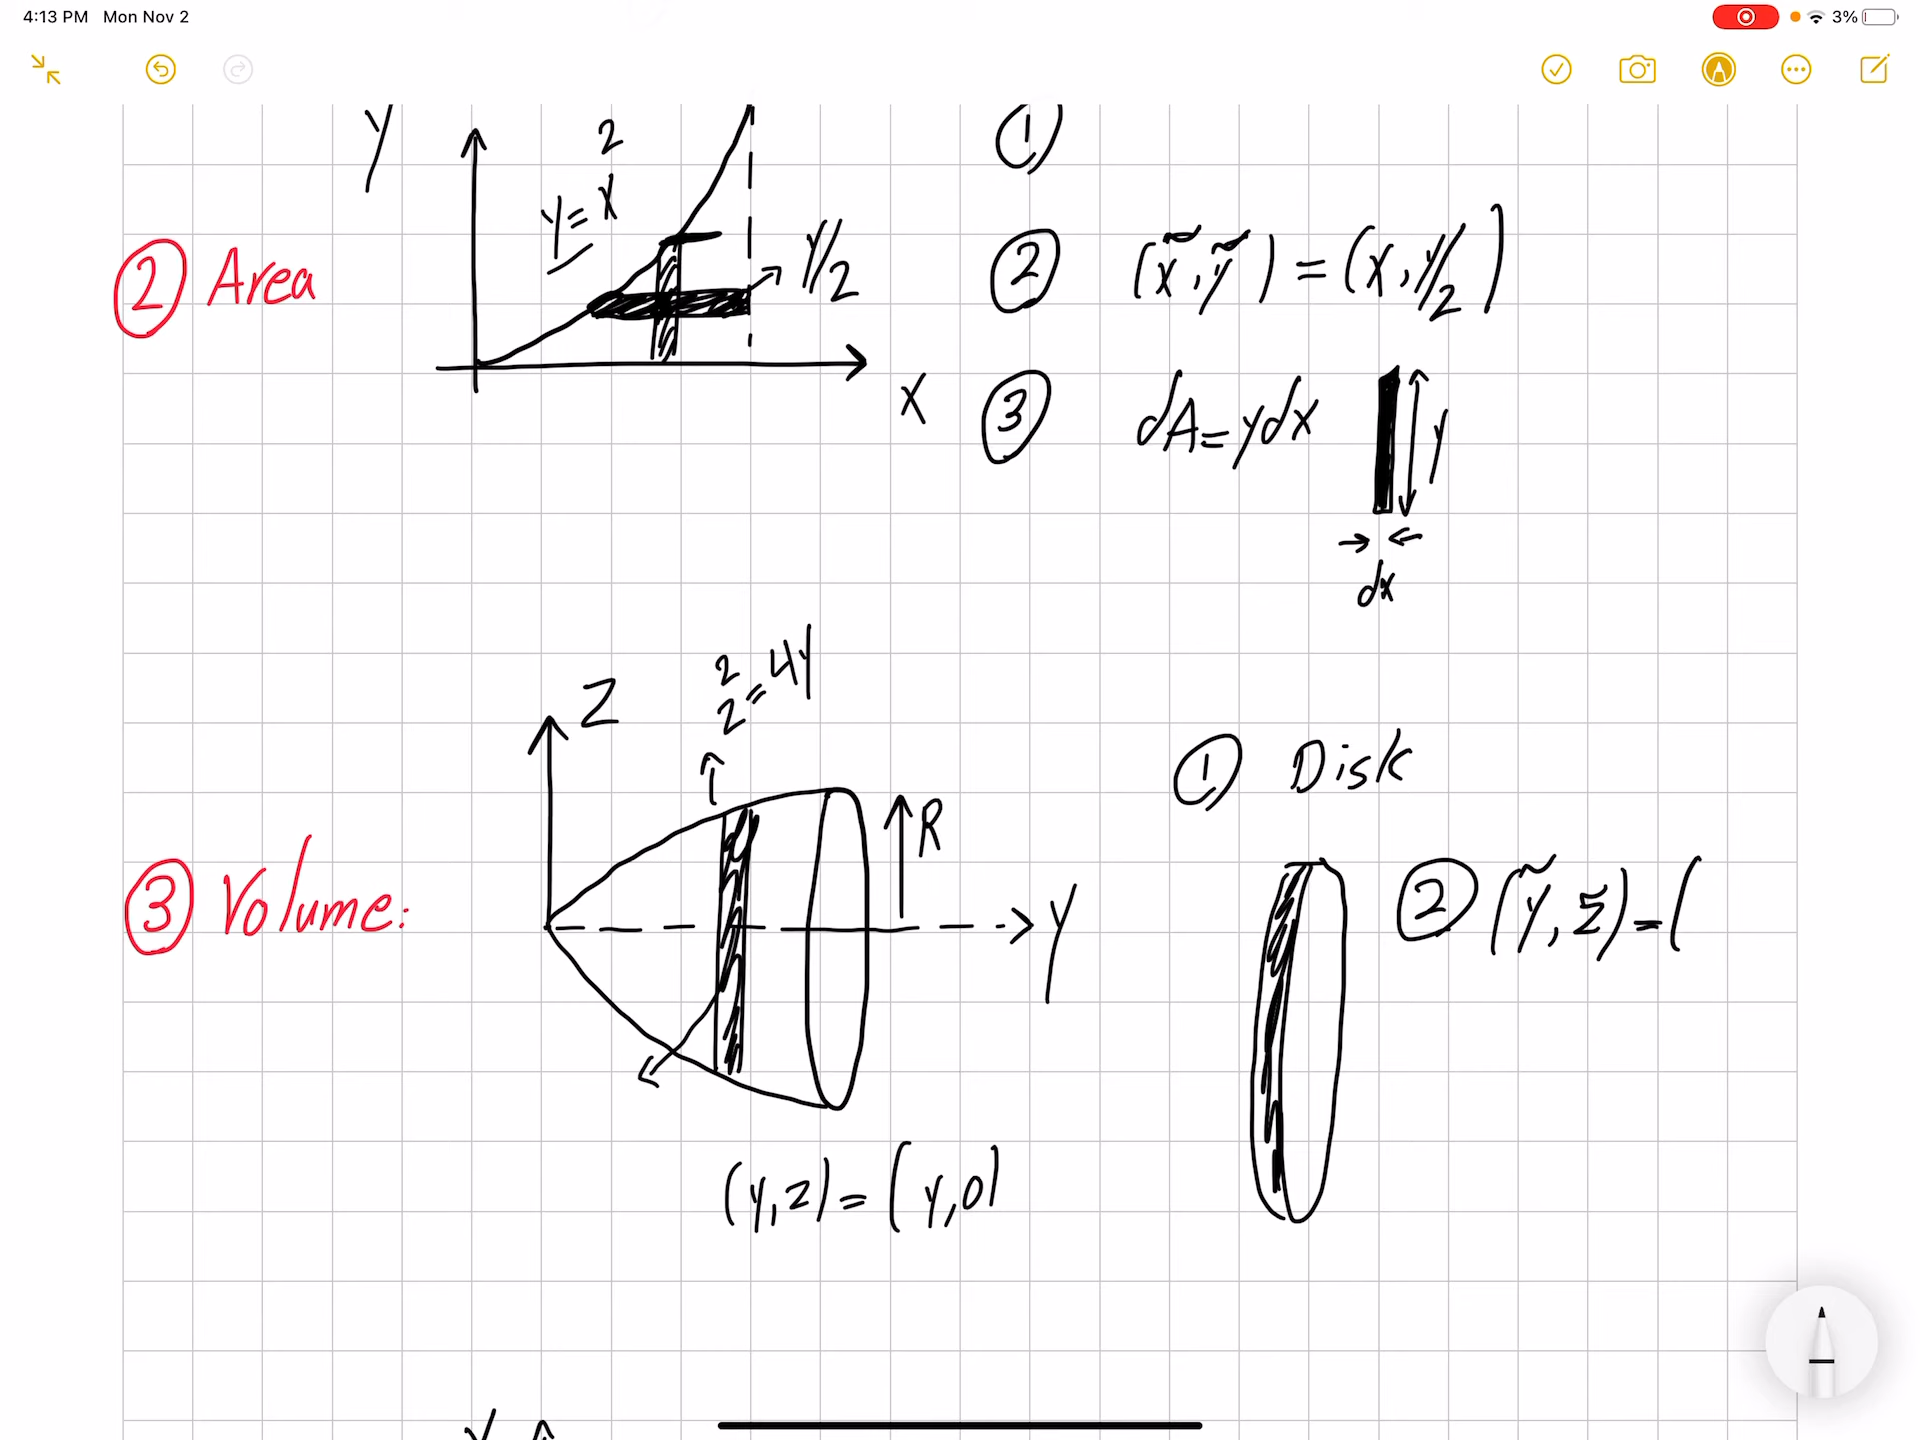 4:13 PM Mon Nov 2
3%
y
2
y = x
y/2
x
② Area
①
② (x̃, ỹ) = (x, y/2)
③ dA = ydx
y
dx
z
2
z = 4y
R
y
③ Volume:
① Disk
② (ỹ, z̃) = (
(y, z) = (y, 0)